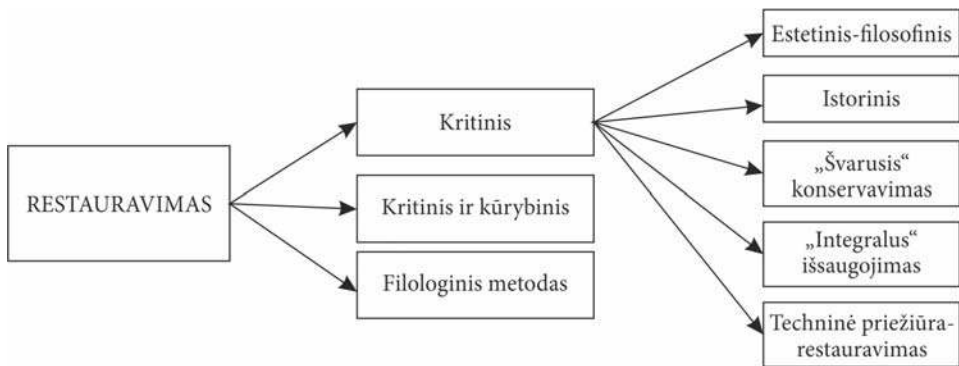 RESTAURAVIMAS
Kritinis
Kritinis ir kūrybinis
Filologinis metodas
Estetinis-filosofinis
Istorinis
„Švarusis“
konservavimas
„Integralus“
išsaugojimas
Techninė priežiūra-
restauravimas